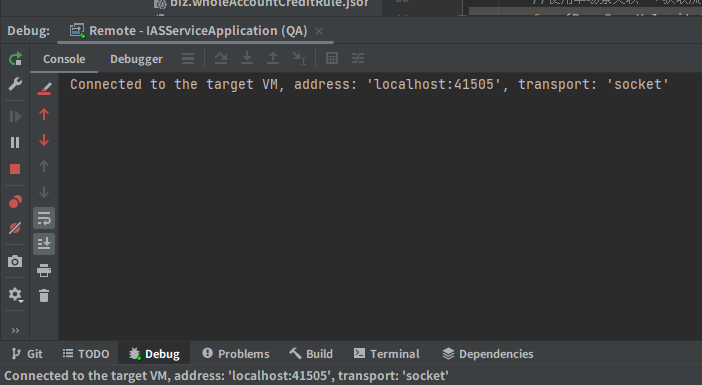 biz.wholeAccountCreditRule.jsor
Debug: Remote - IASServiceApplication (QA)
Console Debugger
Connected to the target VM, address: 'localhost:41505', transport: 'socket'
Git TODO Debug Problems Build Terminal Dependencies
Connected to the target VM, address: 'localhost:41505', transport: 'socket'